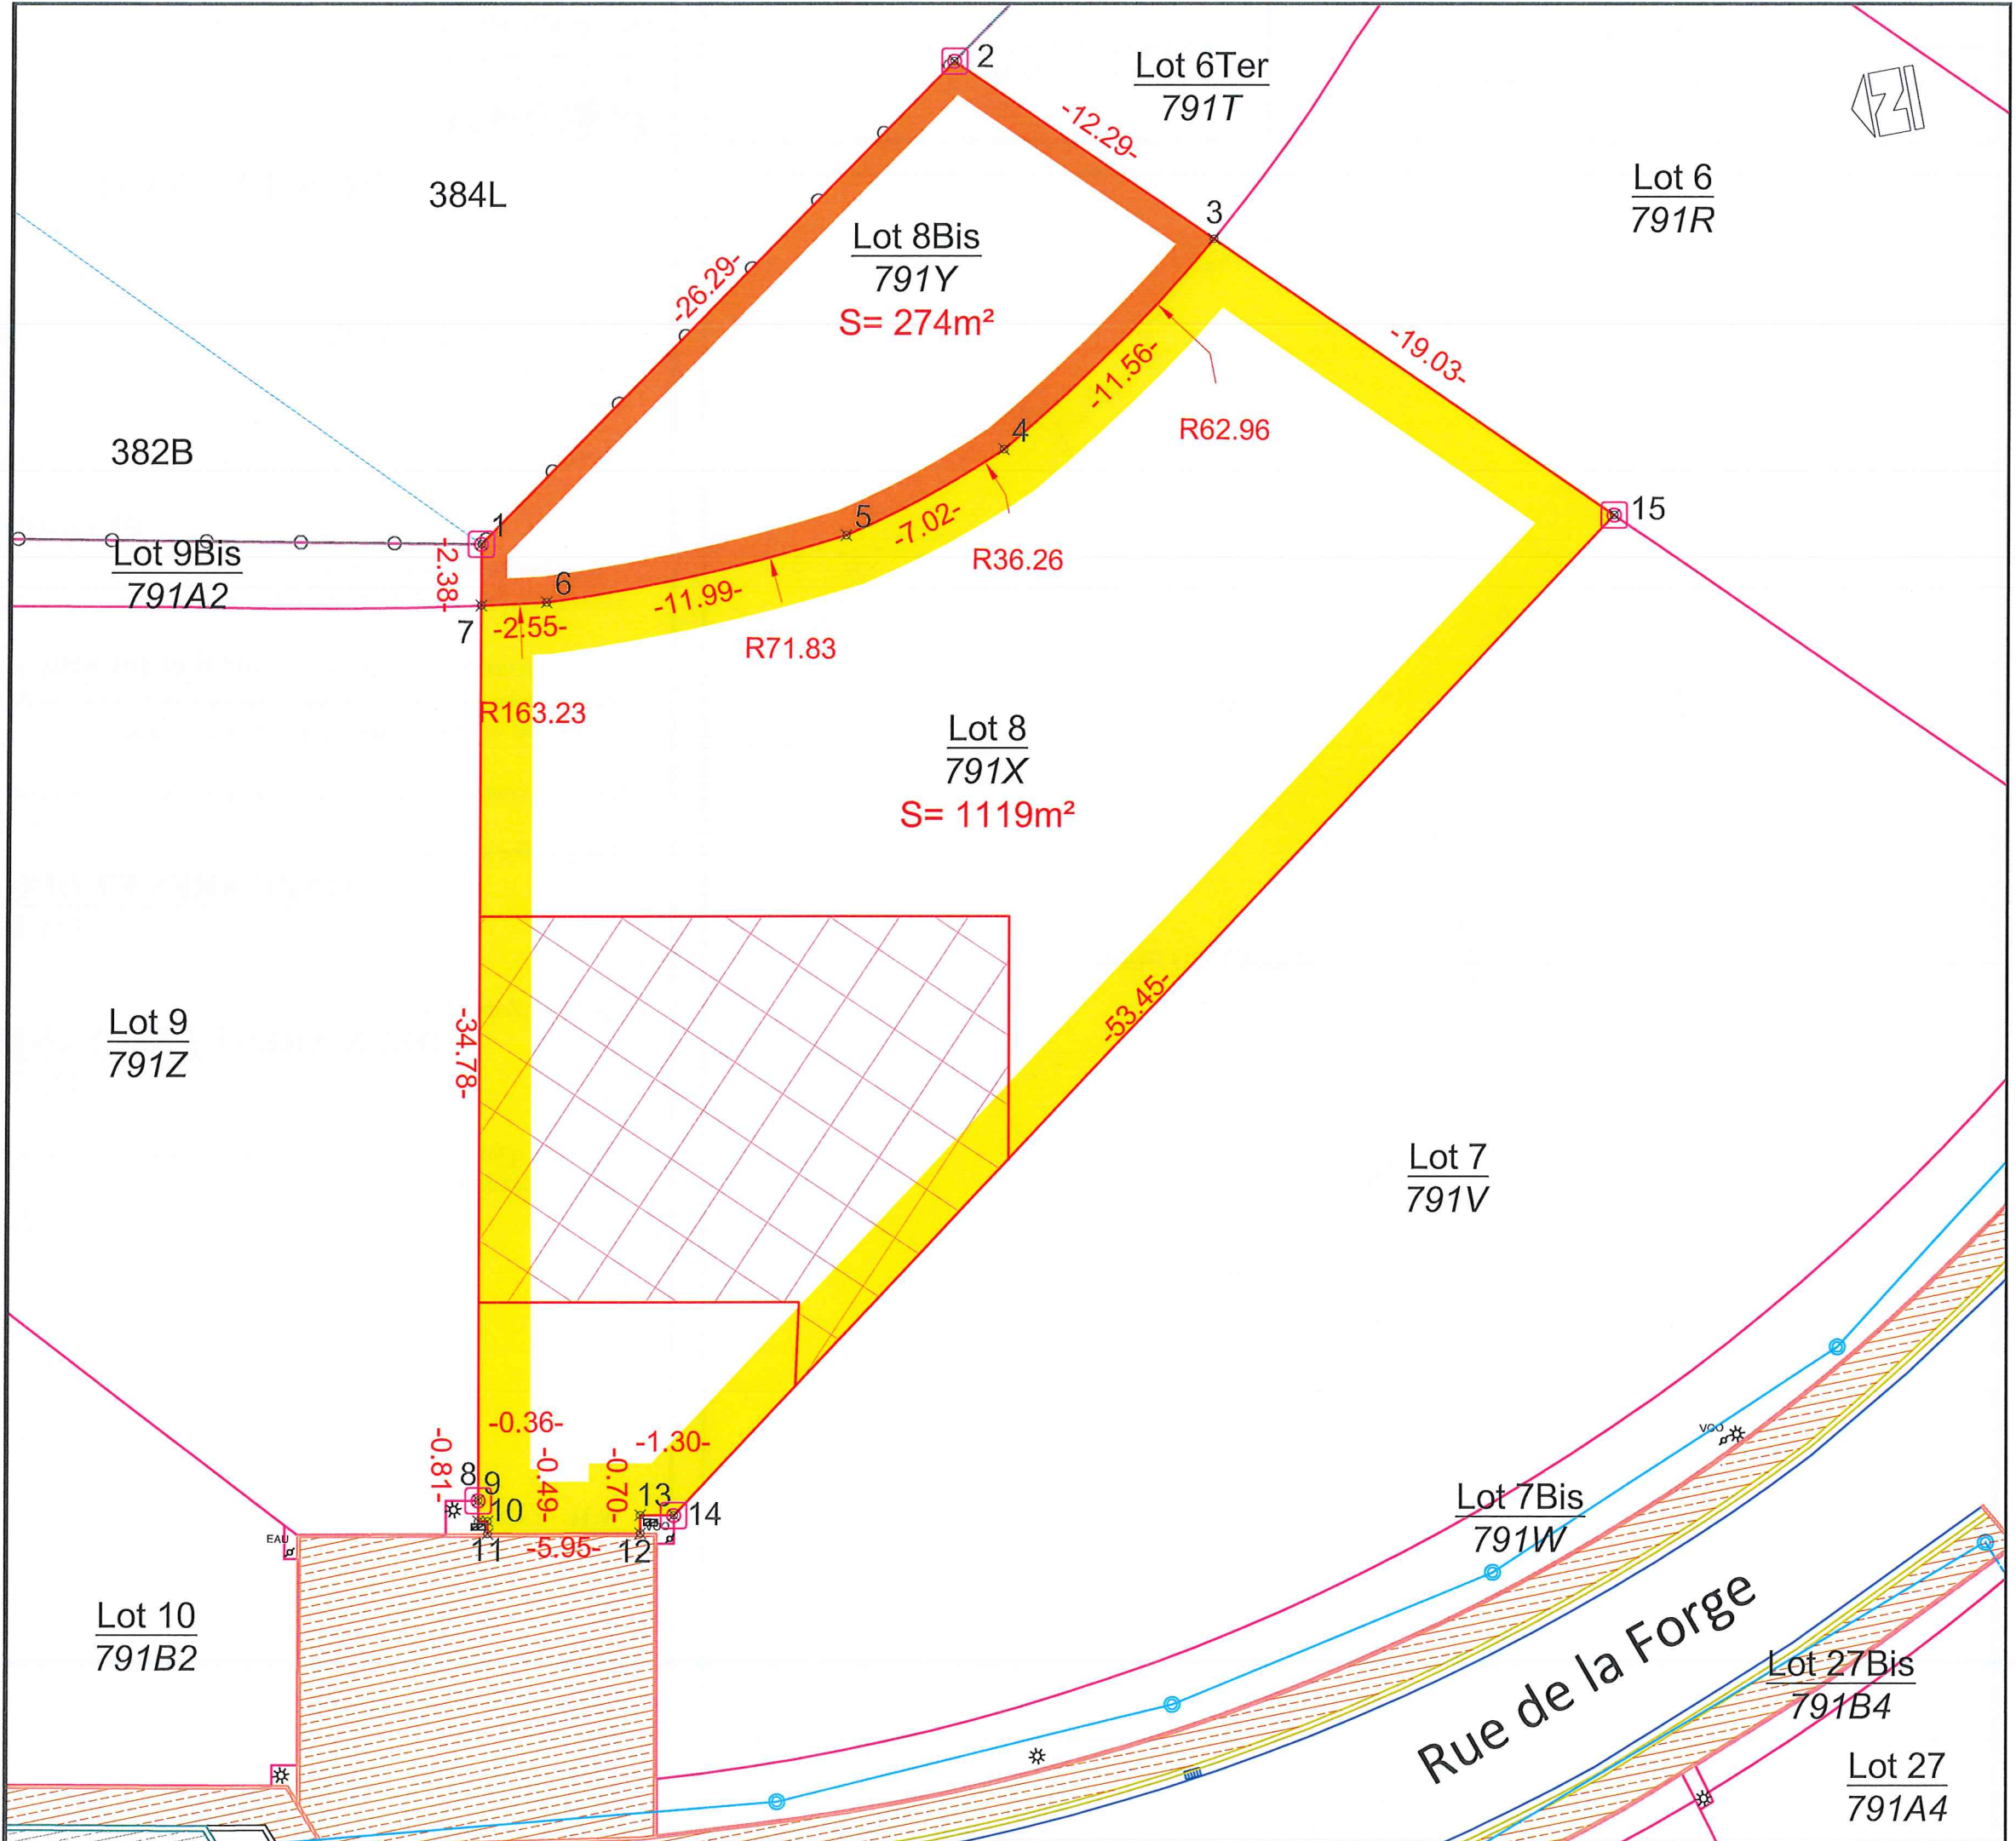 2
Lot 6Ter
791T
-12.29-
N
384L
Lot 6
791R
3
Lot 8Bis
791Y
S= 274m²
-26.29-
-19.03-
-11.56-
R62.96
4
382B
15
1
5
-7.02-
Lot 9Bis
791A2
-2.38-
R36.26
6
-11.99-
7
-2.55-
R71.83
R163.23
Lot 8
791X
S= 1119m²
Lot 9
791Z
-34.78-
-53.45-
Lot 7
791V
-0.36-
-0.81-
-1.30-
VOO
8
9
-0.49-
-0.70-
13
10
14
VOO
Lot 7Bis
791W
EAU
11
-5.95-
12
Lot 10
791B2
Rue de la Forge
Lot 27Bis
791B4
Lot 27
791A4